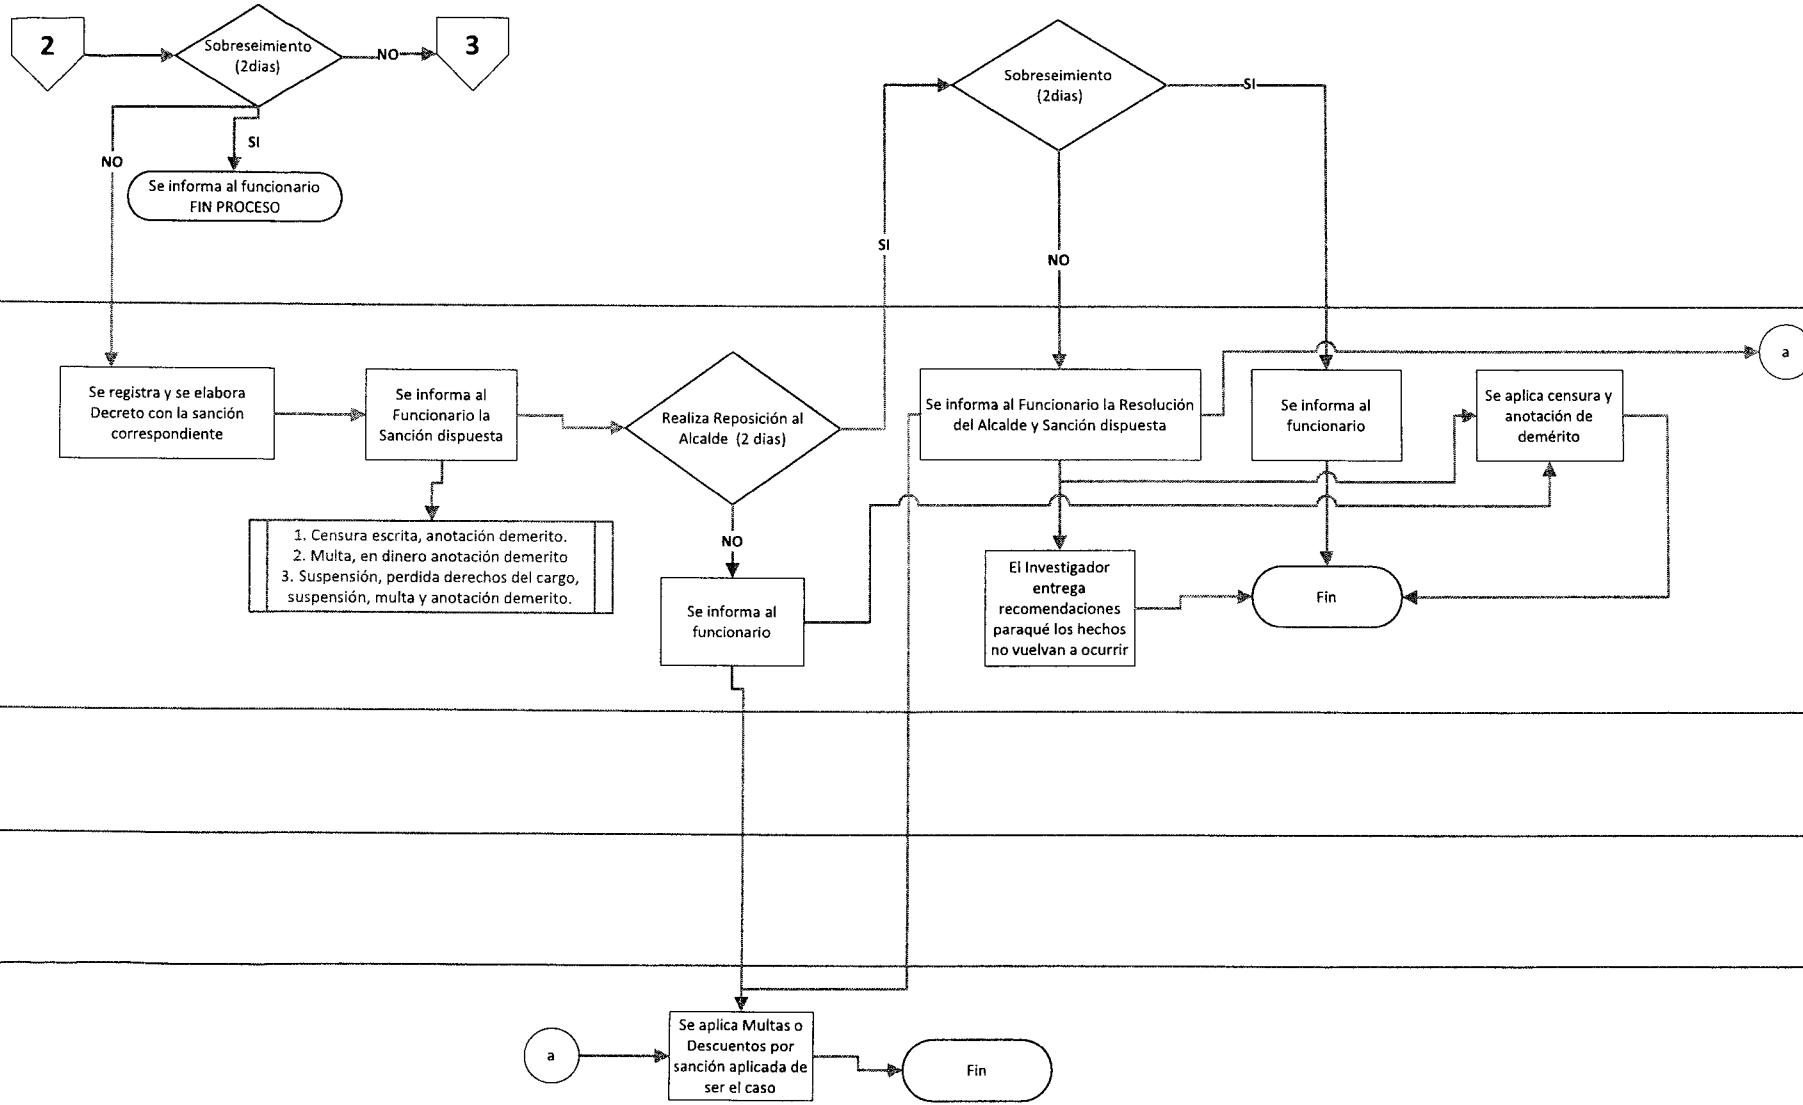 2
Sobreseimiento
(2dias)
NO
3
SI
NO
Se informa al funcionario
FIN PROCESO
Sobreseimiento
(2dias)
SI
SI
NO
Se registra y se elabora
Decreto con la sanción
correspondiente
Se informa al
Funcionario la
Sanción dispuesta
Realiza Reposición al
Alcalde (2 dias)
Se informa al Funcionario la Resolución
del Alcalde y Sanción dispuesta
Se informa al
funcionario
Se aplica censura y
anotación de
demérito
a
1. Censura escrita, anotación demerito.
2. Multa, en dinero anotación demerito
3. Suspensión, perdida derechos del cargo,
suspensión, multa y anotación demerito.
NO
Se informa al
funcionario
El Investigador
entrega
recomendaciones
paraqué los hechos
no vuelvan a ocurrir
Fin
a
Se aplica Multas o
Descuentos por
sanción aplicada de
ser el caso
Fin